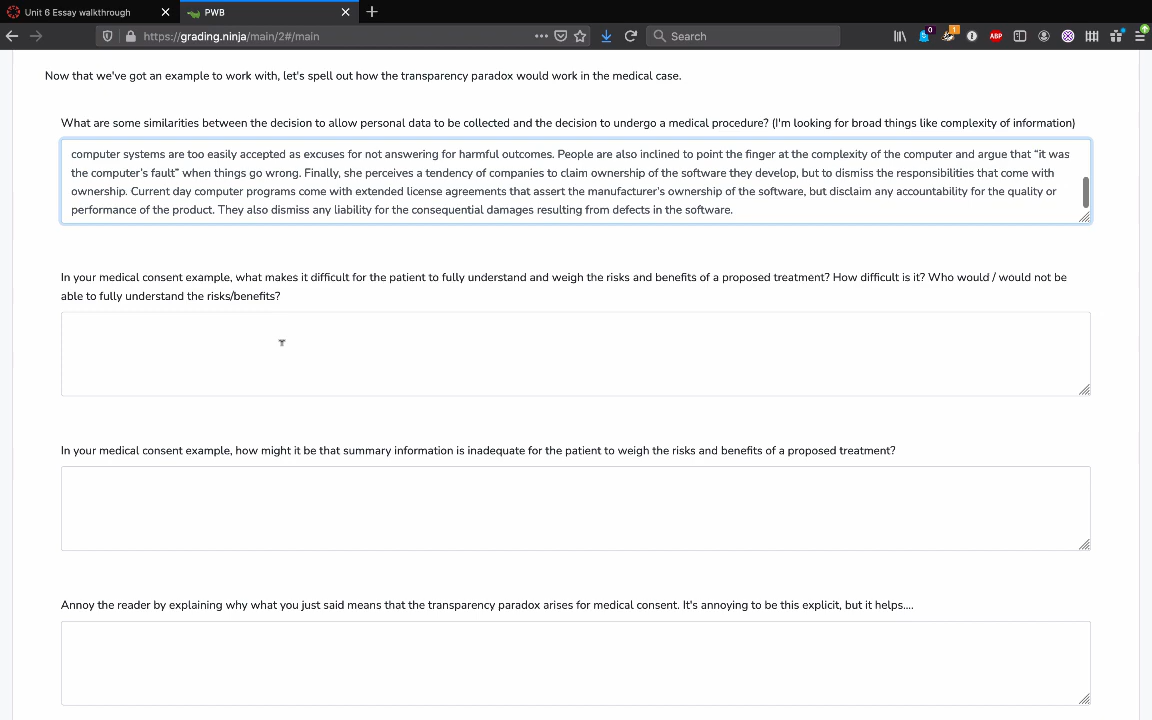 Unit 6 Essay walkthrough
PWB
https://grading.ninja/main/2#/main
Search
0
1
ABP
Now that we've got an example to work with, let's spell out how the transparency paradox would work in the medical case.
What are some similarities between the decision to allow personal data to be collected and the decision to undergo a medical procedure? (I'm looking for broad things like complexity of information)
computer systems are too easily accepted as excuses for not answering for harmful outcomes. People are also inclined to point the finger at the complexity of the computer and argue that “it was
the computer’s fault” when things go wrong. Finally, she perceives a tendency of companies to claim ownership of the software they develop, but to dismiss the responsibilities that come with
ownership. Current day computer programs come with extended license agreements that assert the manufacturer’s ownership of the software, but disclaim any accountability for the quality or
performance of the product. They also dismiss any liability for the consequential damages resulting from defects in the software.
In your medical consent example, what makes it difficult for the patient to fully understand and weigh the risks and benefits of a proposed treatment? How difficult is it? Who would / would not be
able to fully understand the risks/benefits?
In your medical consent example, how might it be that summary information is inadequate for the patient to weigh the risks and benefits of a proposed treatment?
Annoy the reader by explaining why what you just said means that the transparency paradox arises for medical consent. It's annoying to be this explicit, but it helps....